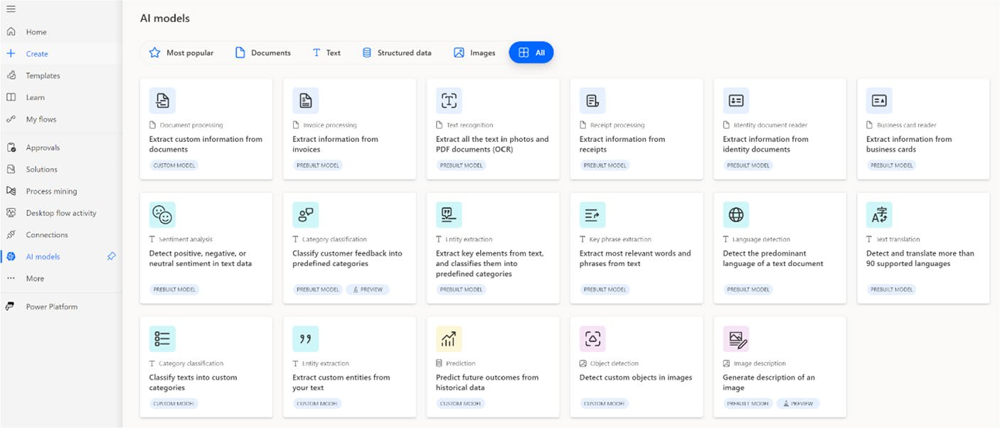 AI models
Home
Create
Templates
Learn
My flows
Approvals
Solutions
Process mining
Desktop flow activity
Connections
AI models
More
Power Platform
Most popular
Documents
Text
Structured data
Images
All
Document processing
Extract custom information from
documents
CUSTOM MODEL
Invoice processing
Extract information from
invoices
PREBUILT MODEL
Text recognition
Extract all the text in photos and
PDF documents (OCR)
PREBUILT MODEL
Receipt processing
Extract information from
receipts
PREBUILT MODEL
Identity document reader
Extract information from
identity documents
PREBUILT MODEL
Business card reader
Extract information from
business cards
PREBUILT MODEL
Sentiment analysis
Detect positive, negative, or
neutral sentiment in text data
PREBUILT MODEL
Category classification
Classify customer feedback into
predefined categories
PREBUILT MODEL
PREVIEW
Entity extraction
Extract key elements from text,
and classifies them into
predefined categories
PREBUILT MODEL
Key phrase extraction
Extract most relevant words and
phrases from text
PREBUILT MODEL
Language detection
Detect the predominant
language of a text document
PREBUILT MODEL
Text translation
Detect and translate more than
90 supported languages
PREBUILT MODEL
Category classification
Classify texts into custom
categories
CUSTOM MODEL
Entity extraction
Extract custom entities from
your text
CUSTOM MODEL
Prediction
Predict future outcomes from
historical data
CUSTOM MODEL
Object detection
Detect custom objects in images
CUSTOM MODEL
Image description
Generate description of an
image
PREBUILT MODEL
PREVIEW